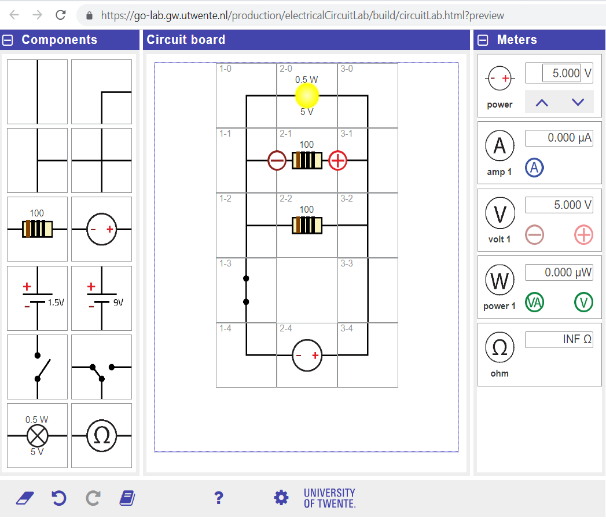 https://go-lab.gw.utwente.nl/production/electricalCircuitLab/build/circuitLab.html?preview
Components
Circuit board
Meters
1-0
2-0
3-0
0.5 W
5 V
1-1
2-1
3-1
100
- +
1-2
2-2
3-2
100
1-3
3-3
1-4
2-4
3-4
- +
100
- +
+
-
1.5V
+
-
9V
0.5 W
5 V
Ω
- +
power
5.000 V
A
amp 1
0.000 µA
A
V
volt 1
5.000 V
- +
W
power 1
0.000 µW
VA
V
Ω
ohm
INF Ω
?
UNIVERSITY
OF TWENTE.